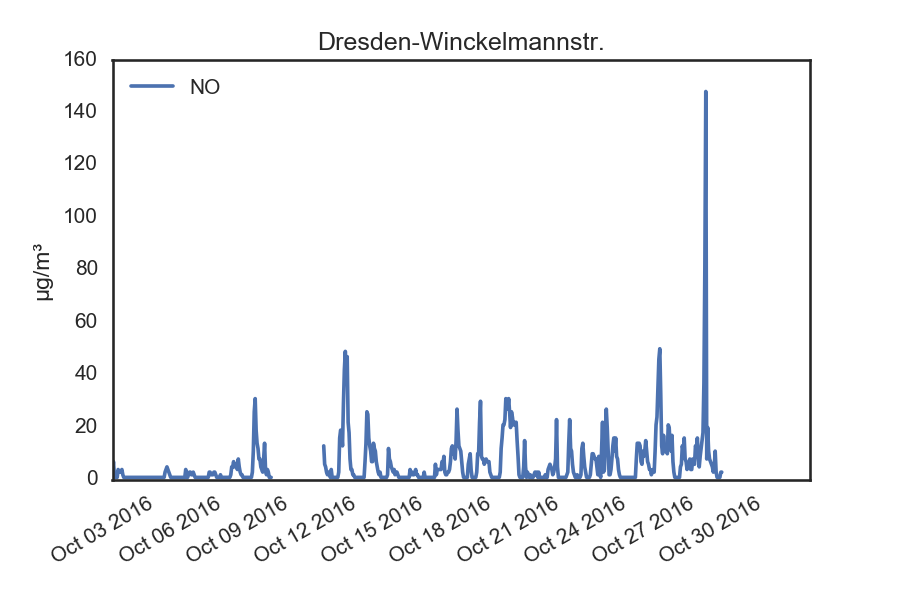 Dresden-Winckelmannstr.
160
140
120
100
80
60
40
20
0
µg/m³
NO
Oct 03 2016
Oct 06 2016
Oct 09 2016
Oct 12 2016
Oct 15 2016
Oct 18 2016
Oct 21 2016
Oct 24 2016
Oct 27 2016
Oct 30 2016